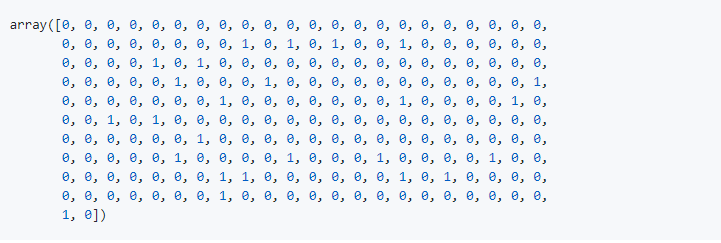 array([0, 0, 0, 0, 0, 0, 0, 0, 0, 0, 0, 0, 0, 0, 0, 0, 0, 0, 0, 0, 0, 0,
0, 0, 0, 0, 0, 0, 0, 0, 1, 0, 1, 0, 1, 0, 0, 1, 0, 0, 0, 0, 0, 0,
0, 0, 0, 0, 1, 0, 1, 0, 0, 0, 0, 0, 0, 0, 0, 0, 0, 0, 0, 0, 0, 0,
0, 0, 0, 0, 0, 1, 0, 0, 0, 1, 0, 0, 0, 0, 0, 0, 0, 0, 0, 0, 0, 1,
0, 0, 0, 0, 0, 0, 0, 1, 0, 0, 0, 0, 0, 0, 0, 1, 0, 0, 0, 0, 1, 0,
0, 0, 1, 0, 1, 0, 0, 0, 0, 0, 0, 0, 0, 0, 0, 0, 0, 0, 0, 0, 0, 0,
0, 0, 0, 0, 0, 0, 1, 0, 0, 0, 0, 0, 0, 0, 0, 0, 0, 0, 0, 0, 0, 0,
0, 0, 0, 0, 0, 1, 0, 0, 0, 0, 1, 0, 0, 0, 1, 0, 0, 0, 0, 1, 0, 0,
0, 0, 0, 0, 0, 0, 0, 1, 1, 0, 0, 0, 0, 0, 0, 1, 0, 1, 0, 0, 0, 0,
0, 0, 0, 0, 0, 0, 0, 1, 0, 0, 0, 0, 0, 0, 0, 0, 0, 0, 0, 0, 0, 0,
1, 0])